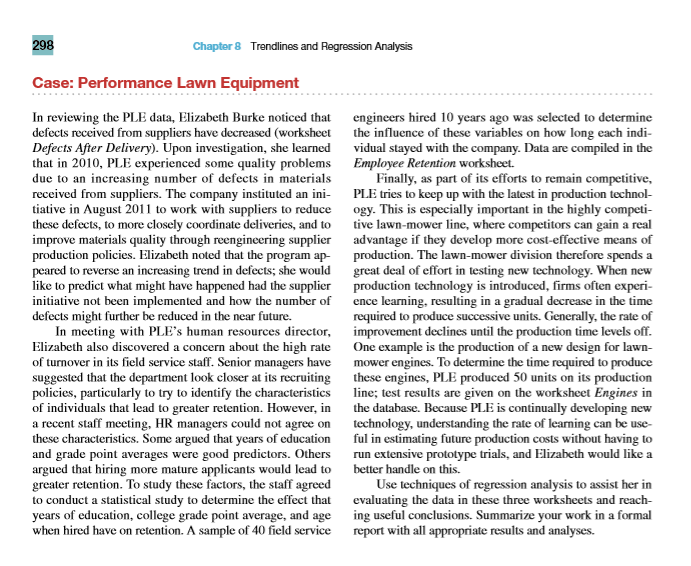 298
Chapter 8 Trendlines and Regression Analysis
Case: Performance Lawn Equipment
In reviewing the PLE data, Elizabeth Burke noticed that
defects received from suppliers have decreased (worksheet
Defects After Delivery). Upon investigation, she learned
that in 2010, PLE experienced some quality problems
due to an increasing number of defects in materials
received from suppliers. The company instituted an ini-
tiative in August 2011 to work with suppliers to reduce
these defects, to more closely coordinate deliveries, and to
improve materials quality through reengineering supplier
production policies. Elizabeth noted that the program ap-
peared to reverse an increasing trend in defects; she would
like to predict what might have happened had the supplier
initiative not been implemented and how the number of
defects might further be reduced in the near future.
In meeting with PLE's human resources director,
Elizabeth also discovered a concern about the high rate
of turnover in its field service staff. Senior managers have
suggested that the department look closer at its recruiting
policies, particularly to try to identify the characteristics
of individuals that lead to greater retention. However, in
a recent staff meeting, HR managers could not agree on
these characteristics. Some argued that years of education
and grade point averages were good predictors. Others
argued that hiring more mature applicants would lead to
greater retention. To study these factors, the staff agreed
to conduct a statistical study to determine the effect that
years of education, college grade point average, and age
when hired have on retention. A sample of 40 field service
engineers hired 10 years ago was selected to determine
the influence of these variables on how long each indi-
vidual stayed with the company. Data are compiled in the
Employee Retention worksheet.
Finally, as part of its efforts to remain competitive,
PLE tries to keep up with the latest in production technol-
ogy. This is especially important in the highly competi-
tive lawn-mower line, where competitors can gain a real
advantage if they develop more cost-effective means of
production. The lawn-mower division therefore spends a
great deal of effort in testing new technology. When new
production technology is introduced, firms often experi-
ence learning, resulting in a gradual decrease in the time
required to produce successive units. Generally, the rate of
improvement declines until the production time levels off.
One example is the production of a new design for lawn-
mower engines. To determine the time required to produce
these engines, PLE produced 50 units on its production
line; test results are given on the worksheet Engines in
the database. Because PLE is continually developing new
technology, understanding the rate of learning can be use-
ful in estimating future production costs without having to
run extensive prototype trials, and Elizabeth would like a
better handle on this.
Use techniques of regression analysis to assist her in
evaluating the data in these three worksheets and reach-
ing useful conclusions. Summarize your work in a formal
report with all appropriate results and analyses.